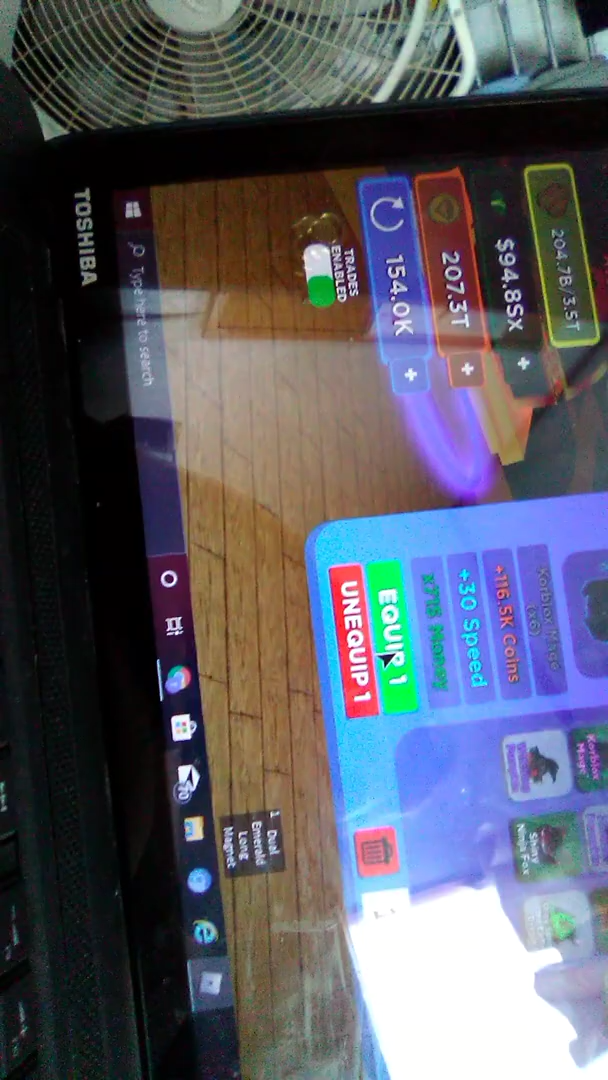 204.7B/3.5T
$94.8SX +
207.3T +
154.0K +
TRADES
ENABLED
Korblox Mage
(x6)
+116.5K Coins
+30 Speed
x715 Money
EQUIP 1
UNEQUIP 1
Korblox
Mage
Shiny
Ninja Fox
1 Dual
Emerald
Long
Magnet
Type here to search
TOSHIBA